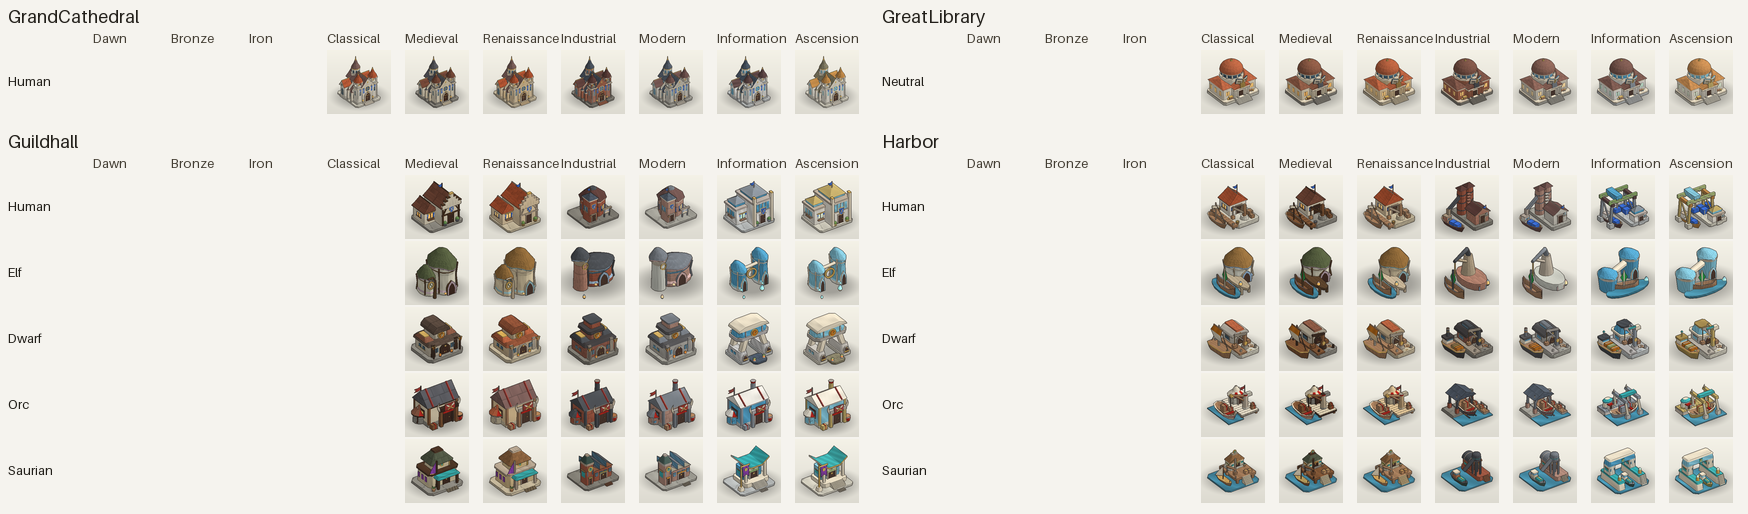 GrandCathedral
Dawn Bronze Iron Classical Medieval Renaissance Industrial Modern Information Ascension
Human
GreatLibrary
Dawn Bronze Iron Classical Medieval Renaissance Industrial Modern Information Ascension
Neutral
Guildhall
Dawn Bronze Iron Classical Medieval Renaissance Industrial Modern Information Ascension
Human
Elf
Dwarf
Orc
Saurian
Harbor
Dawn Bronze Iron Classical Medieval Renaissance Industrial Modern Information Ascension
Human
Elf
Dwarf
Orc
Saurian